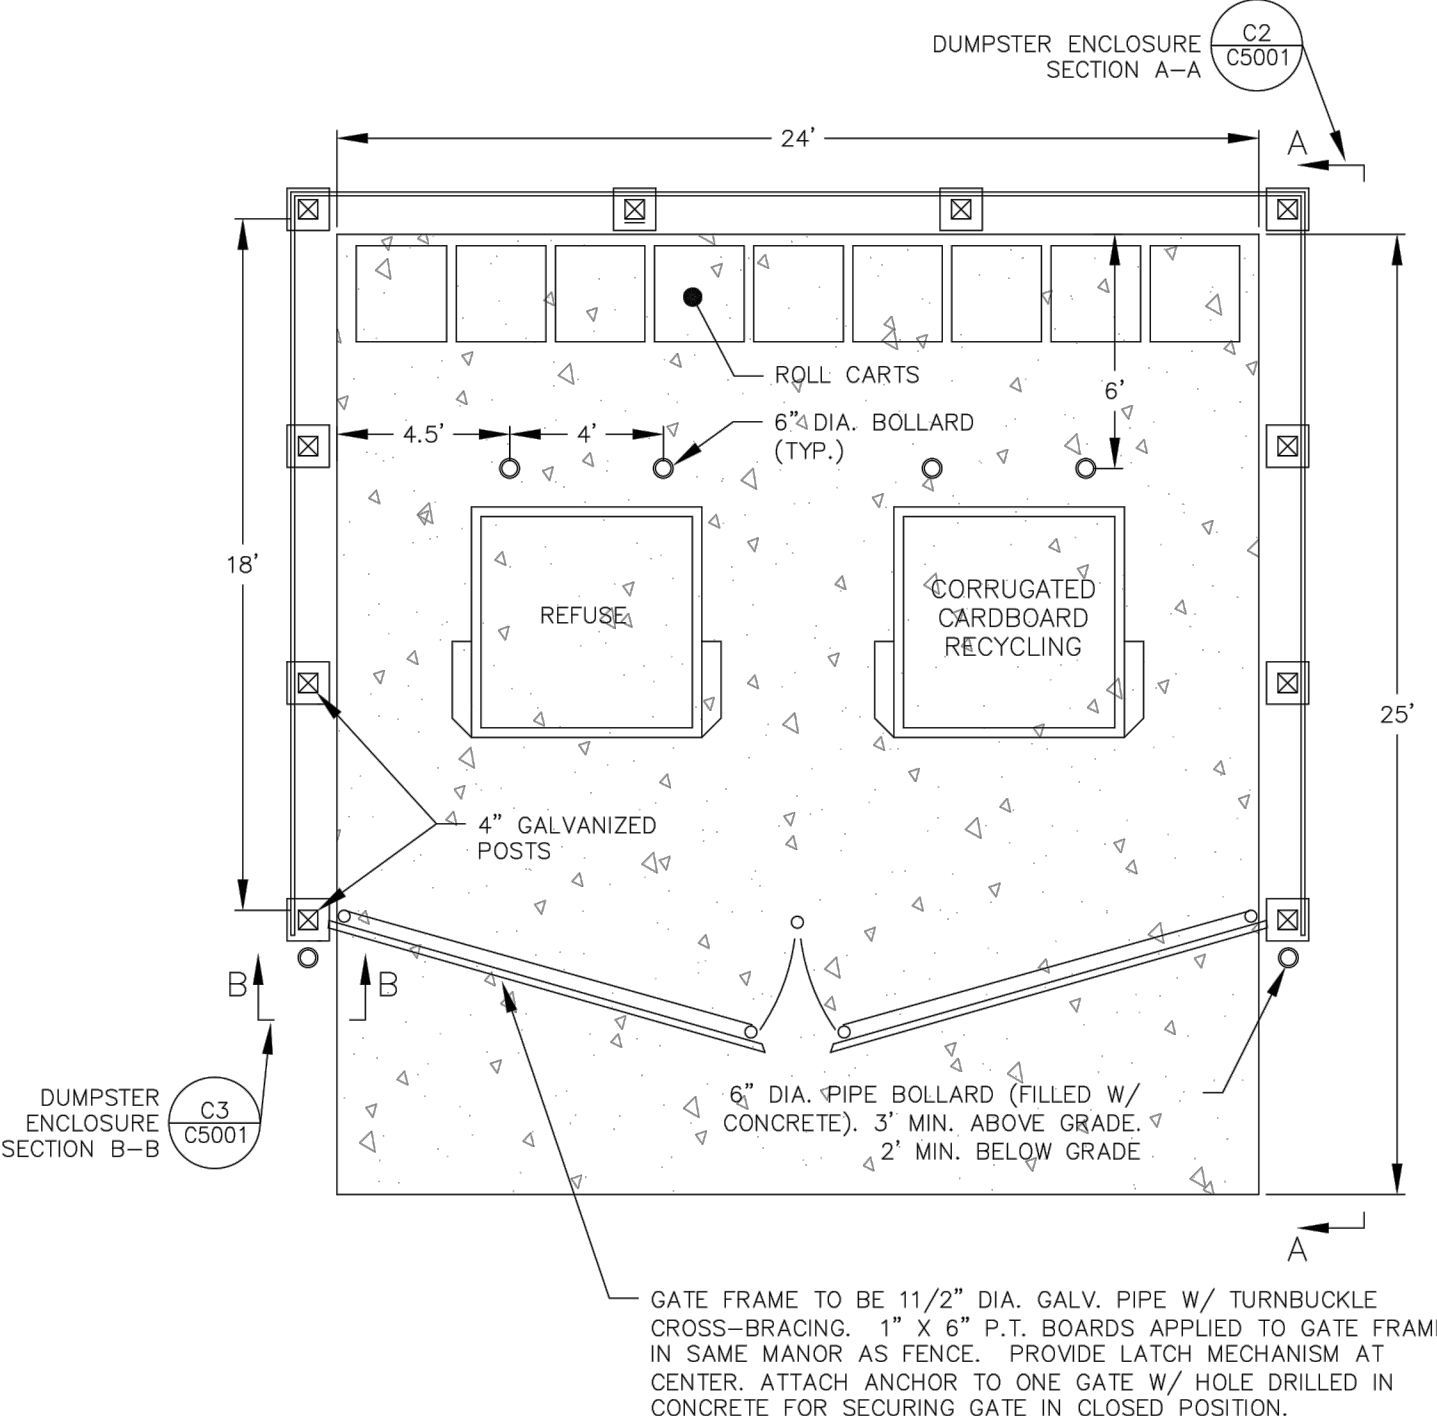 DUMPSTER ENCLOSURE
SECTION A-A
C2
C5001
24'
A
ROLL CARTS
6'
4.5'
4'
6" DIA. BOLLARD
(TYP.)
18'
REFUSE
CORRUGATED
CARDBOARD
RECYCLING
25'
4" GALVANIZED
POSTS
B
B
DUMPSTER
ENCLOSURE
SECTION B-B
C3
C5001
6" DIA. PIPE BOLLARD (FILLED W/
CONCRETE). 3' MIN. ABOVE GRADE.
2' MIN. BELOW GRADE
A
GATE FRAME TO BE 11/2" DIA. GALV. PIPE W/ TURNBUCKLE
CROSS-BRACING. 1" X 6" P.T. BOARDS APPLIED TO GATE FRAME
IN SAME MANOR AS FENCE. PROVIDE LATCH MECHANISM AT
CENTER. ATTACH ANCHOR TO ONE GATE W/ HOLE DRILLED IN
CONCRETE FOR SECURING GATE IN CLOSED POSITION.